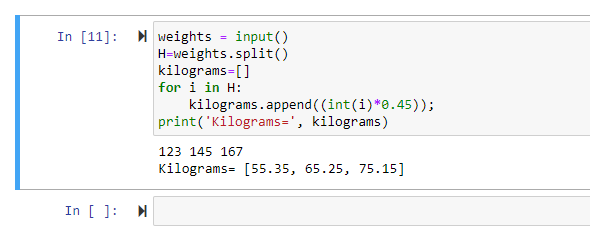 In [11]: weights = input()
H=weights.split()
kilograms=[]
for i in H:
    kilograms.append((int(i)*0.45));
print('Kilograms=', kilograms)
123 145 167
Kilograms= [55.35, 65.25, 75.15]
In [ ]: